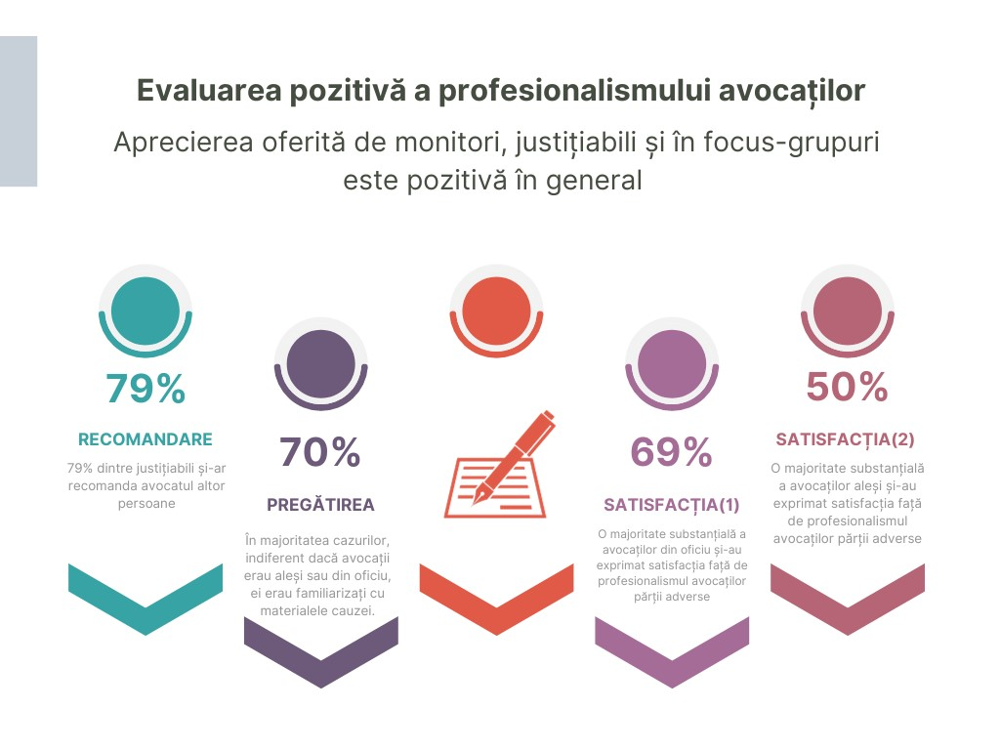 Evaluarea pozitivă a profesionalismului avocaților
Aprecierea oferită de monitori, justițiabili și în focus-grupuri
este pozitivă în general
79%
RECOMANDARE
79% dintre justițiabili și-ar
recomanda avocatul altor
persoane
70%
PREGĂTIREA
În majoritatea cazurilor,
indiferent dacă avocații
erau aleși sau din oficiu,
ei erau familiarizați cu
materialele cauzei.
69%
SATISFACȚIA(1)
O majoritate substanțială a
avocaților din oficiu și-au
exprimat satisfacția față de
profesionalismul avocaților
părții adverse
50%
SATISFACȚIA(2)
O majoritate substanțială
a avocaților aleși și-au
exprimat satisfacția față
de profesionalismul
avocaților părții adverse